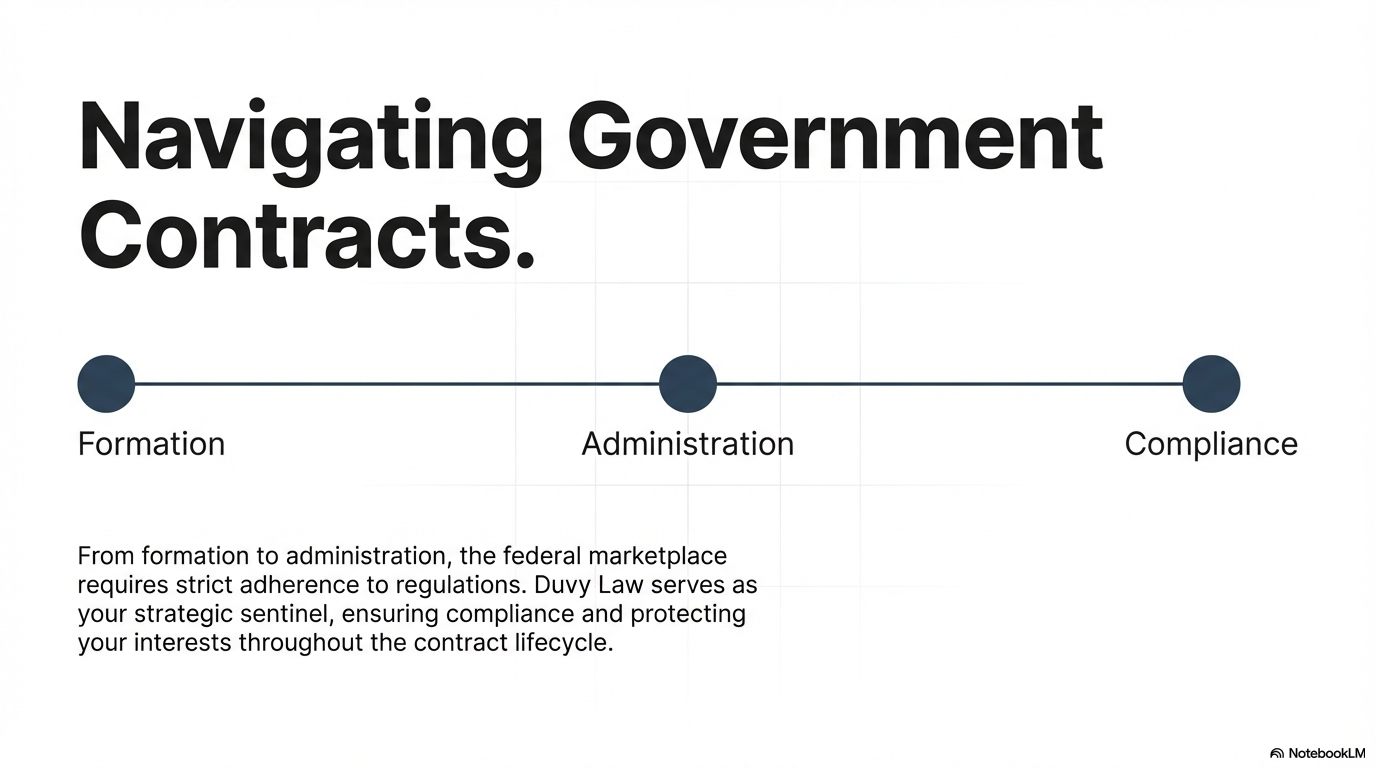 Navigating Government
Contracts.
Formation
Administration
Compliance
From formation to administration, the federal marketplace
requires strict adherence to regulations. Duvy Law serves as
your strategic sentinel, ensuring compliance and protecting
your interests throughout the contract lifecycle.
NotebookLM